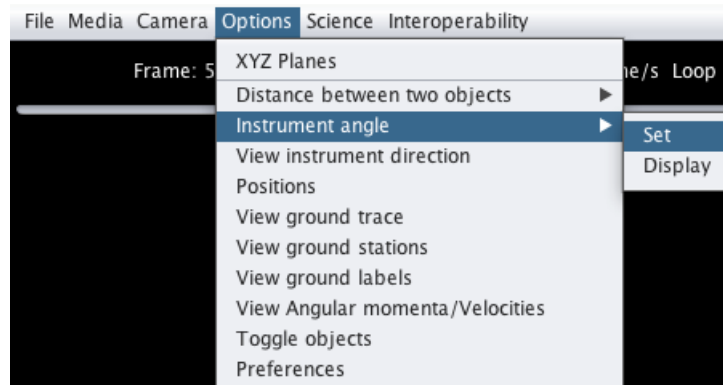 File Media Camera Options Science Interoperability
Frame: 5
e/s Loop
XYZ Planes
Distance between two objects
Instrument angle
Set
Display
View instrument direction
Positions
View ground trace
View ground stations
View ground labels
View Angular momenta/Velocities
Toggle objects
Preferences